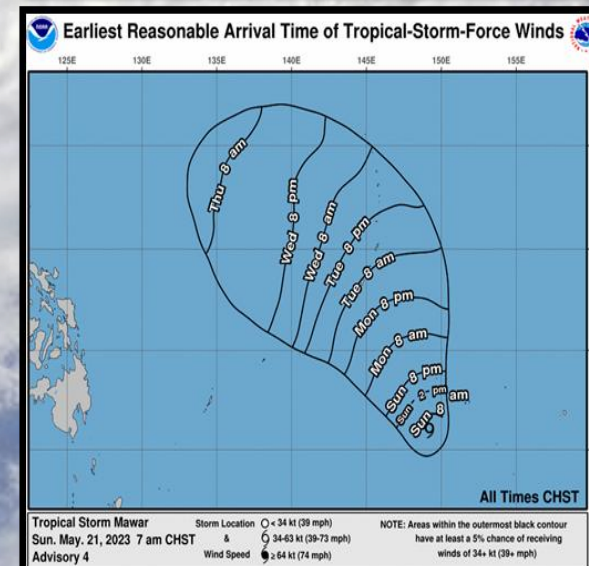 Earliest Reasonable Arrival Time of Tropical-Storm-Force Winds
125E 135E 140E 145E 150E 155E
Thu 8 am
Wed 8 pm
Wed 8 am
Tue 8 pm
Tue 8 am
Mon 8 pm
Mon 8 am
Sun 8 pm
Sun - 2 - pm
Sun 8 am
All Times CHST
Tropical Storm Mawar
Sun. May. 21, 2023 7 am CHST
Advisory 4
Storm Location
&
Wind Speed
< 34 kt (39 mph)
34-63 kt (39-73 mph)
≥ 64 kt (74 mph)
NOTE: Areas within the outermost black contour
have at least a 5% chance of receiving
winds of 34+ kt (39+ mph)